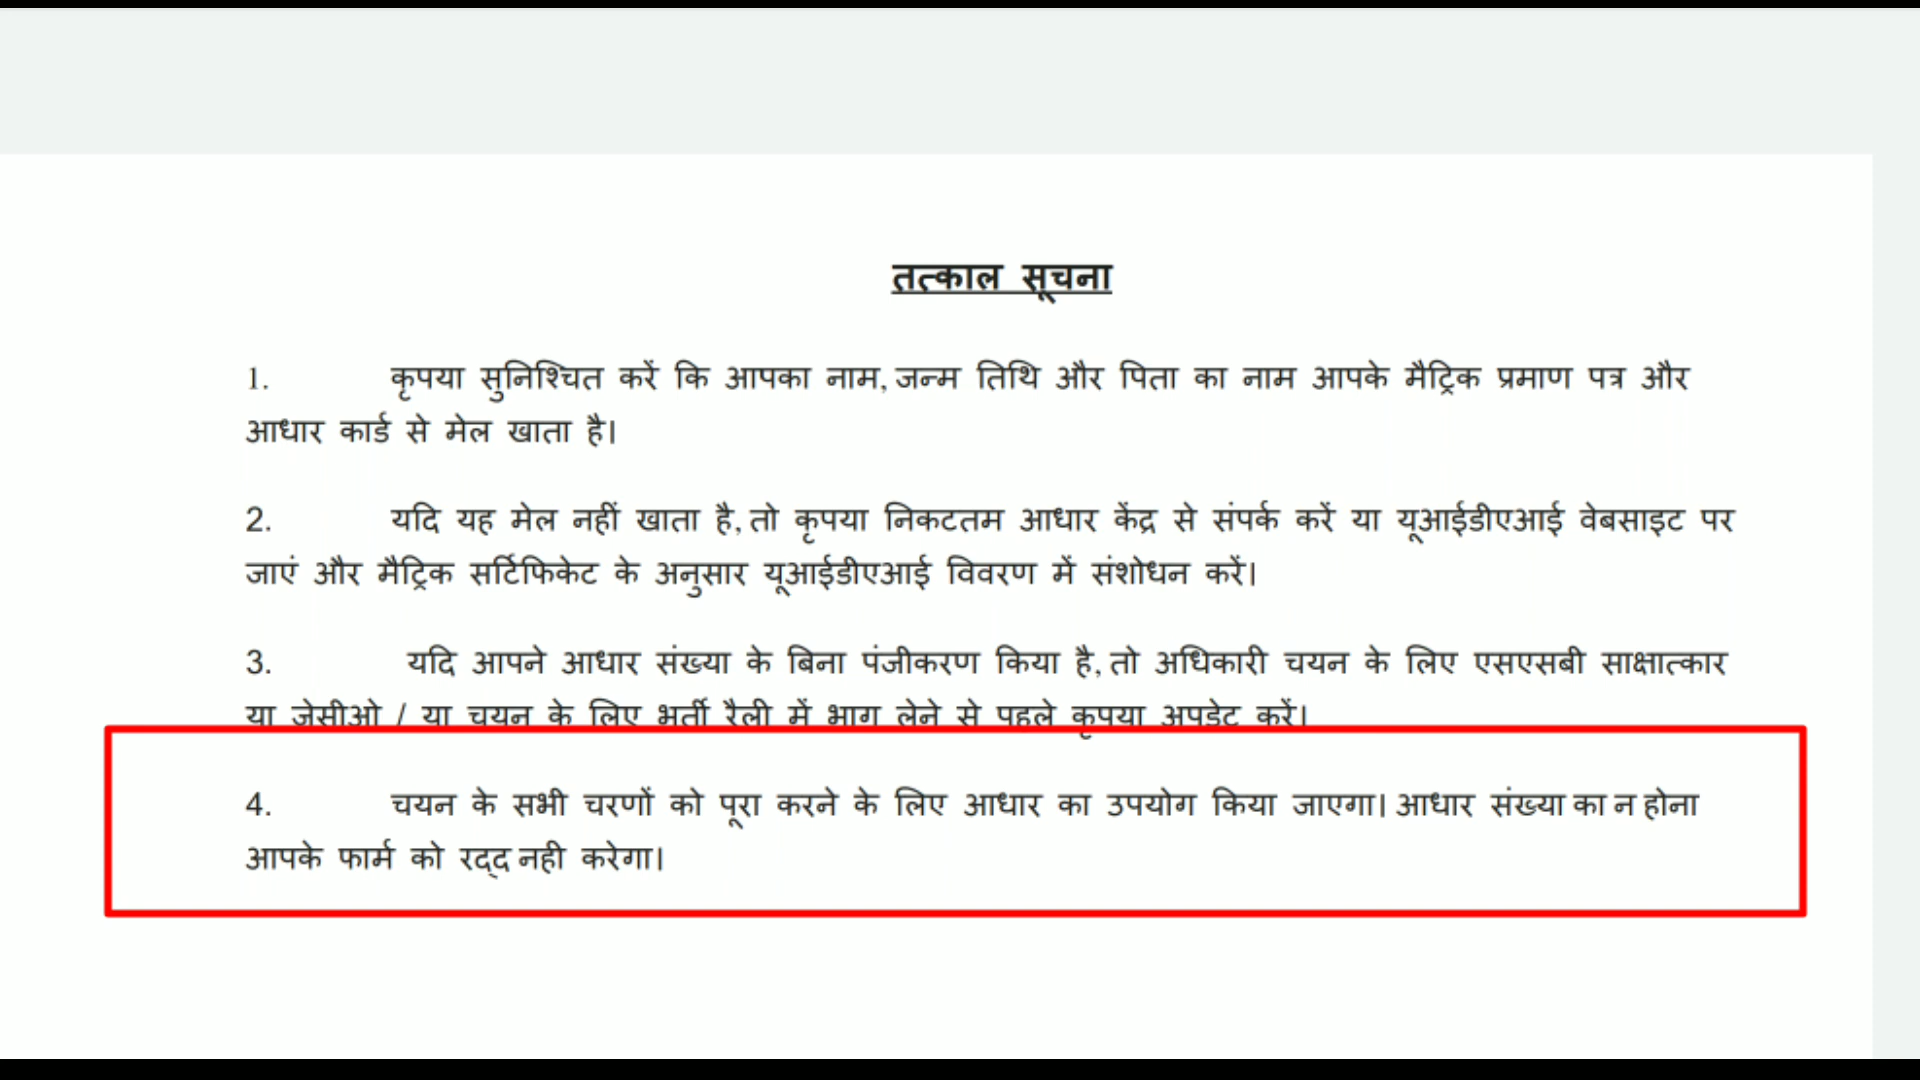 तत्काल सूचना
1. कृपया सुनिश्चित करें कि आपका नाम, जन्म तिथि और पिता का नाम आपके मैट्रिक प्रमाण पत्र और
आधार कार्ड से मेल खाता है।
2. यदि यह मेल नहीं खाता है, तो कृपया निकटतम आधार केंद्र से संपर्क करें या यूआईडीएआई वेबसाइट पर
जाएं और मैट्रिक सर्टिफिकेट के अनुसार यूआईडीएआई विवरण में संशोधन करें।
3. यदि आपने आधार संख्या के बिना पंजीकरण किया है, तो अधिकारी चयन के लिए एसएसबी साक्षात्कार
या जेसीओ / या चयन के लिए भर्ती रैली में भाग लेने से पहले कृपया अपडेट करें।
4. चयन के सभी चरणों को पूरा करने के लिए आधार का उपयोग किया जाएगा। आधार संख्या का न होना
आपके फार्म को रद्द नही करेगा।